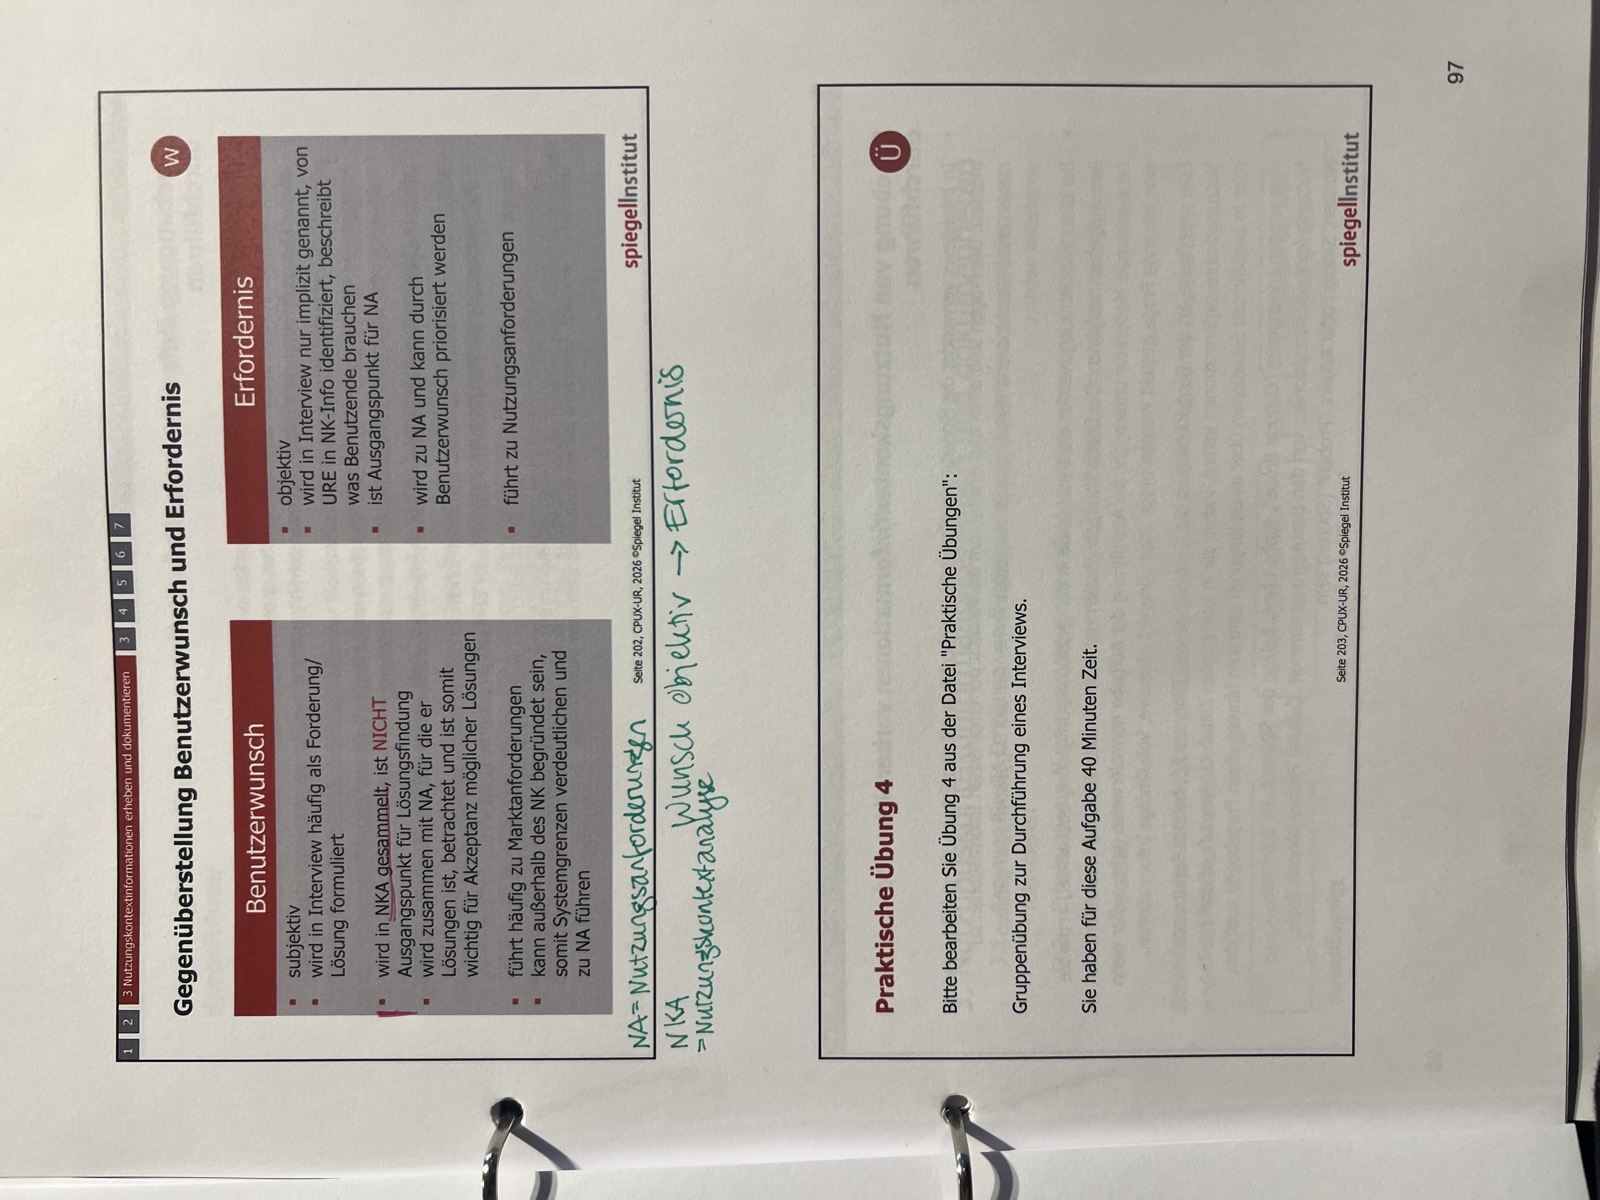 1 2 3 Nutzungskontextinformationen erheben und dokumentieren 3 4 5 6 7
Gegenüberstellung Benutzerwunsch und Erfordernis
W
Benutzerwunsch
▪ subjektiv
▪ wird in Interview häufig als Forderung/
Lösung formuliert
▪ wird in NKA gesammelt, ist NICHT
Ausgangspunkt für Lösungsfindung
▪ wird zusammen mit NA, für die er
Lösungen ist, betrachtet und ist somit
wichtig für Akzeptanz möglicher Lösungen
▪ führt häufig zu Marktanforderungen
▪ kann außerhalb des NK begründet sein,
somit Systemgrenzen verdeutlichen und
zu NA führen
Erfordernis
▪ objektiv
▪ wird in Interview nur implizit genannt, von
URE in NK-Info identifiziert, beschreibt
was Benutzende brauchen
▪ ist Ausgangspunkt für NA
▪ wird zu NA und kann durch
Benutzerwunsch priorisiert werden
▪ führt zu Nutzungsanforderungen
NA = Nutzungsanforderungen
Seite 202, CPUX-UR, 2026 ©Spiegel Institut
spiegelInstitut
NKA
= Nutzungskontextanalyse
Wunsch objektiv → Erfordernis
Praktische Übung 4
Ü
Bitte bearbeiten Sie Übung 4 aus der Datei "Praktische Übungen":
Gruppenübung zur Durchführung eines Interviews.
Sie haben für diese Aufgabe 40 Minuten Zeit.
Seite 203, CPUX-UR, 2026 ©Spiegel Institut
spiegelInstitut
97